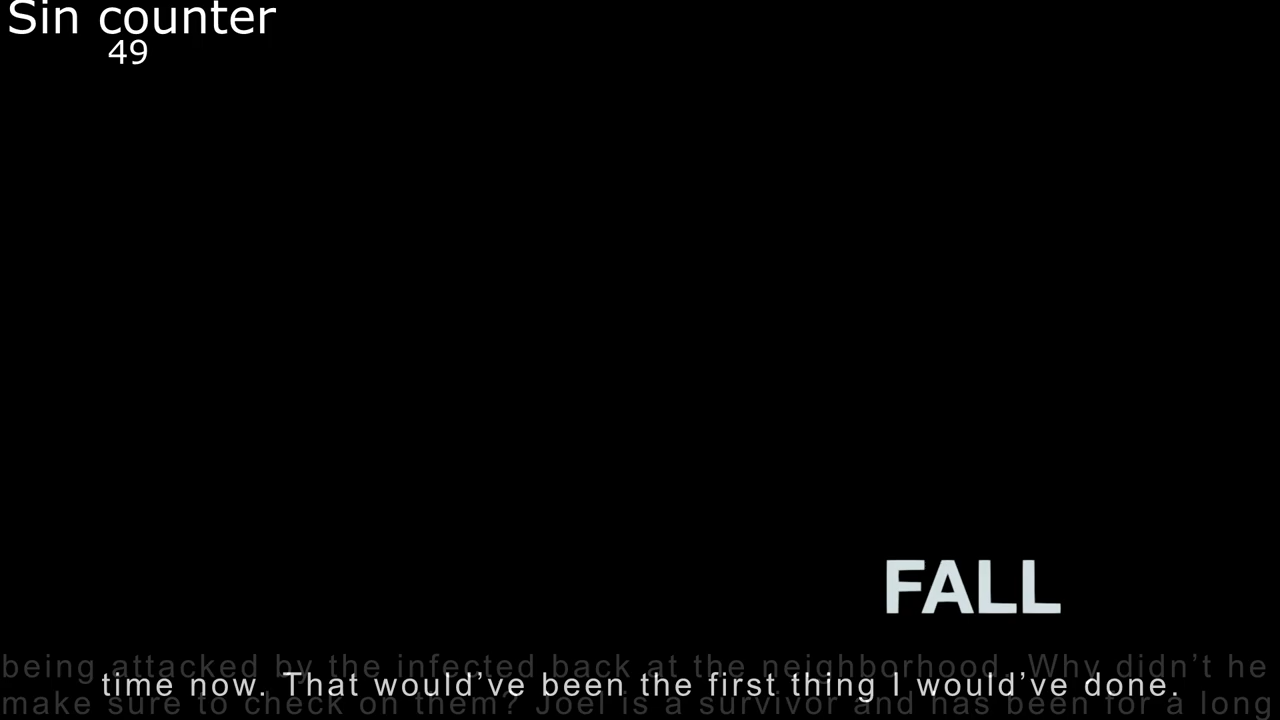 Sin counter
49
FALL
being attacked by the infected back at the neighborhood. Why didn’t he
time now. That would’ve been the first thing I would’ve done.
make sure to check on them? Joel is a survivor and has been for a long